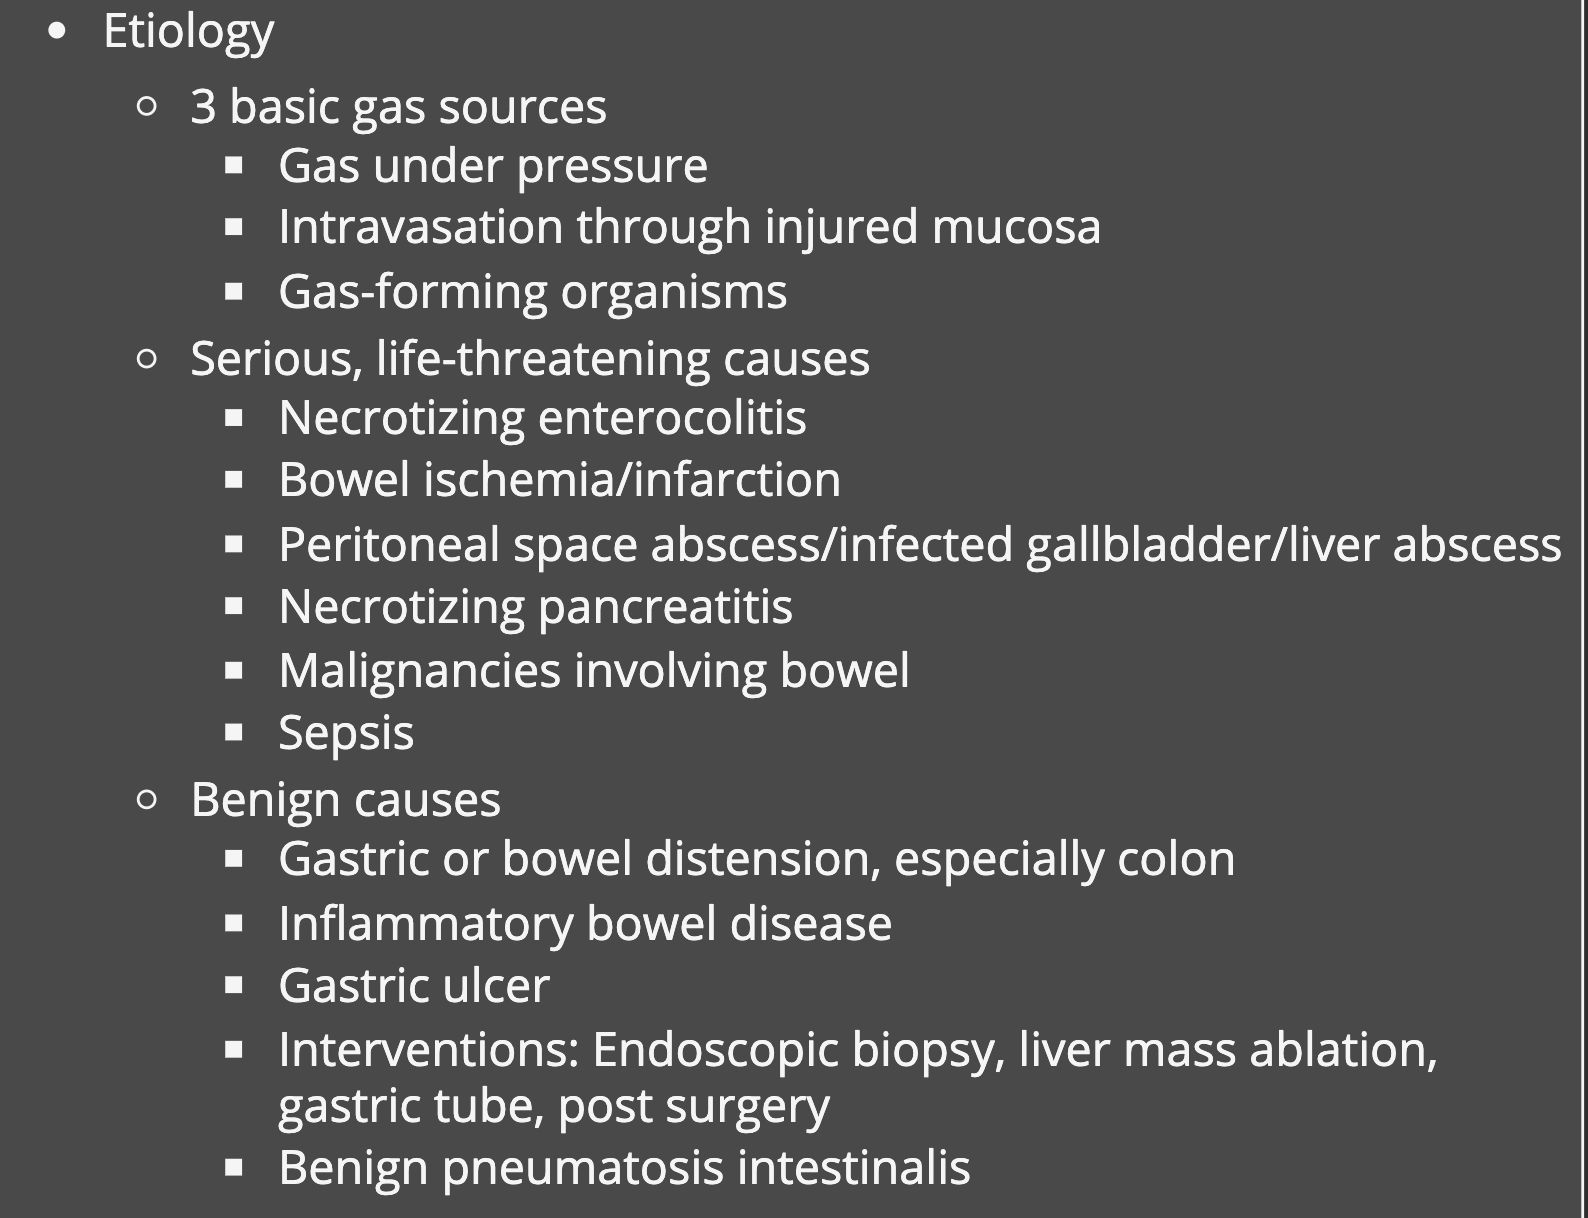 Etiology
3 basic gas sources
Gas under pressure
Intravasation through injured mucosa
Gas-forming organisms
Serious, life-threatening causes
Necrotizing enterocolitis
Bowel ischemia/infarction
Peritoneal space abscess/infected gallbladder/liver abscess
Necrotizing pancreatitis
Malignancies involving bowel
Sepsis
Benign causes
Gastric or bowel distension, especially colon
Inflammatory bowel disease
Gastric ulcer
Interventions: Endoscopic biopsy, liver mass ablation,
gastric tube, post surgery
Benign pneumatosis intestinalis